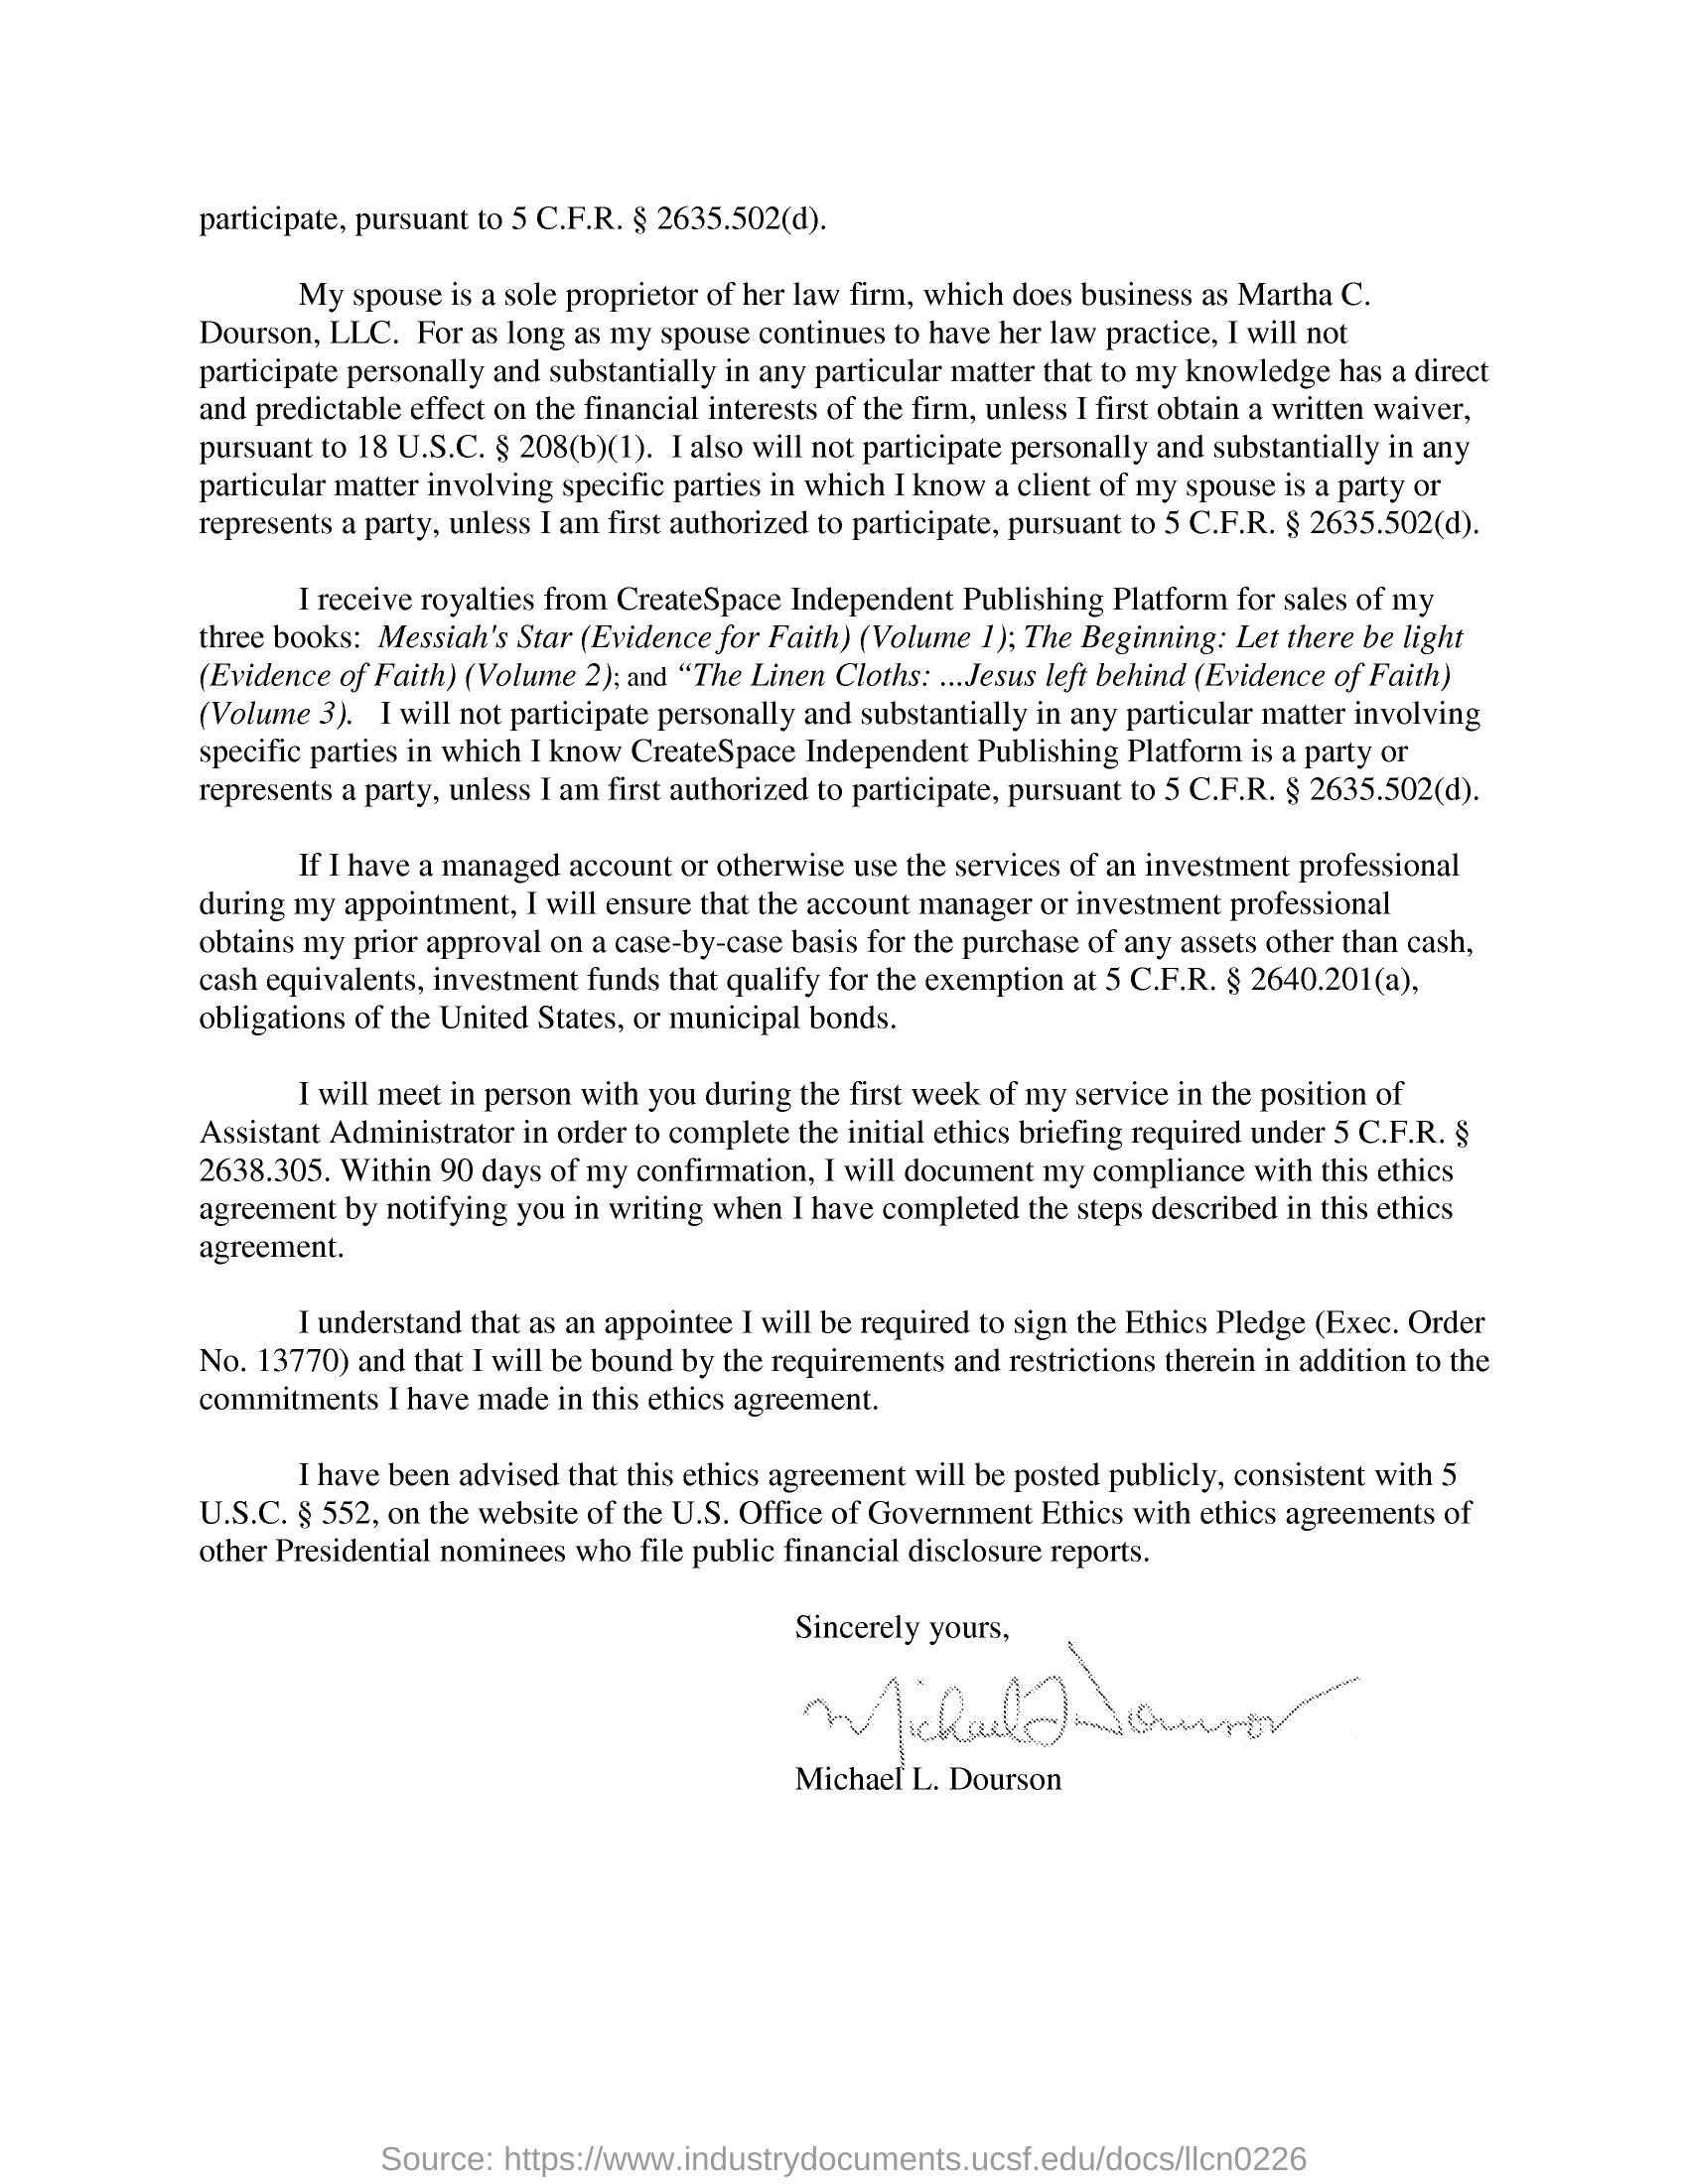 participate, pursuant to 5 C.F.R. § 2635.502(d).
My spouse is a sole proprietor of her law firm, which does business as Martha C.
Dourson, LLC. For as long as my spouse continues to have her law practice, I will not
participate personally and substantially in any particular matter that to my knowledge has a direct
and predictable effect on the financial interests of the firm, unless I first obtain a written waiver,
pursuant to 18 U.S.C. § 208(b)(1). I also will not participate personally and substantially in any
particular matter involving specific parties in which I know a client of my spouse is a party or
represents a party, unless I am first authorized to participate, pursuant to 5 C.F.R. § 2635.502(d).
I receive royalties from CreateSpace Independent Publishing Platform for sales of my
three books: Messiah's Star (Evidence for Faith) (Volume 1); The Beginning: Let there be light
(Evidence of Faith) (Volume 2); and “The Linen Cloths: ...Jesus left behind (Evidence of Faith)
(Volume 3). I will not participate personally and substantially in any particular matter involving
specific parties in which I know CreateSpace Independent Publishing Platform is a party or
represents a party, unless I am first authorized to participate, pursuant to 5 C.F.R. § 2635.502(d).
If I have a managed account or otherwise use the services of an investment professional
during my appointment, I will ensure that the account manager or investment professional
obtains my prior approval on a case-by-case basis for the purchase of any assets other than cash,
cash equivalents, investment funds that qualify for the exemption at 5 C.F.R. § 2640.201(a),
obligations of the United States, or municipal bonds.
I will meet in person with you during the first week of my service in the position of
Assistant Administrator in order to complete the initial ethics briefing required under 5 C.F.R. §
2638.305. Within 90 days of my confirmation, I will document my compliance with this ethics
agreement by notifying you in writing when I have completed the steps described in this ethics
agreement.
I understand that as an appointee I will be required to sign the Ethics Pledge (Exec. Order
No. 13770) and that I will be bound by the requirements and restrictions therein in addition to the
commitments I have made in this ethics agreement.
I have been advised that this ethics agreement will be posted publicly, consistent with 5
U.S.C. § 552, on the website of the U.S. Office of Government Ethics with ethics agreements of
other Presidential nominees who file public financial disclosure reports.
Sincerely yours,
Michael L. Dourson
Michael L. Dourson
Source: https://www.industrydocuments.ucsf.edu/docs/llcn0226